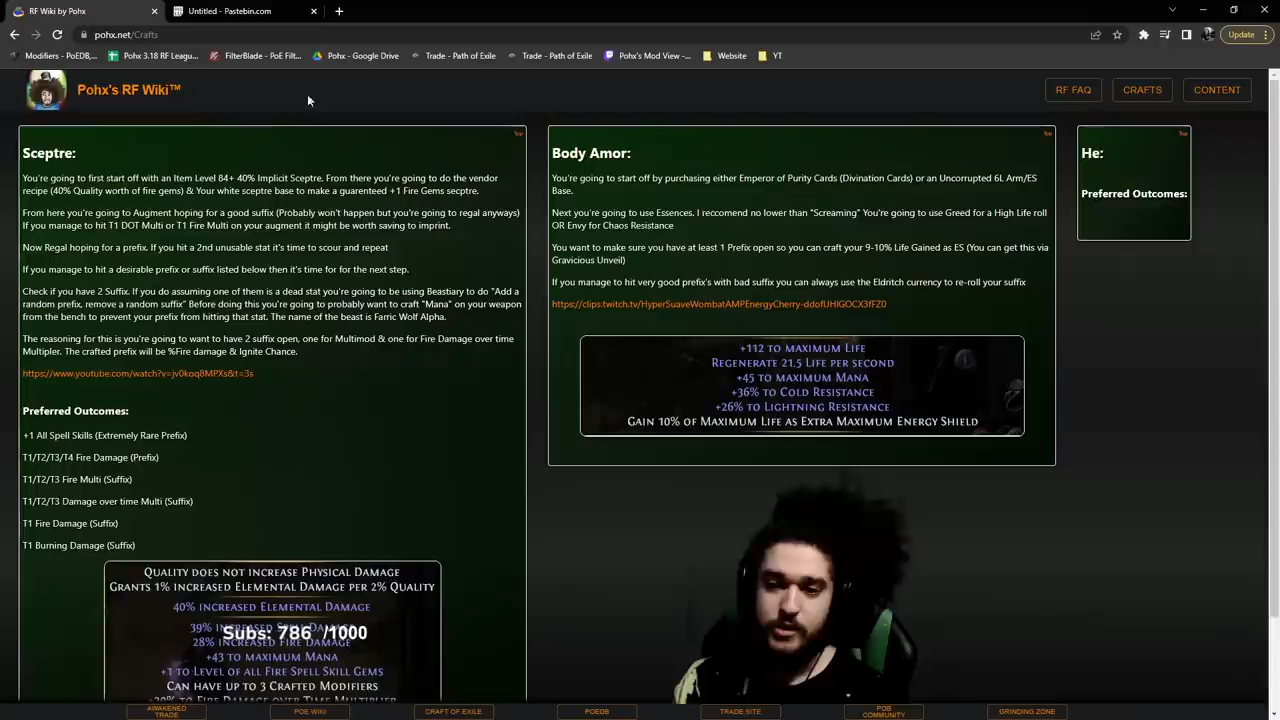 RF Wiki by Pohx
Untitled - Pastebin.com
pohx.net/Crafts
Update
Modifiers - PoEDB,...
Pohx 3.18 RF Leagu...
FilterBlade - PoE Filt...
Pohx - Google Drive
Trade - Path of Exile
Trade - Path of Exile
Pohx's Mod View -...
Website
YT
Pohx's RF Wiki™
RF FAQ
CRAFTS
CONTENT
Top
Sceptre:
You're going to first start off with an Item Level 84+ 40% Implicit Sceptre. From there you're going to do the vendor
recipe (40% Quality worth of fire gems) & Your white sceptre base to make a guarenteed +1 Fire Gems secptre.
From here you're going to Augment hoping for a good suffix (Probably won't happen but you're going to regal anyways)
If you manage to hit T1 DOT Multi or T1 Fire Multi on your augment it might be worth saving to imprint.
Now Regal hoping for a prefix. If you hit a 2nd unusable stat it's time to scour and repeat
If you manage to hit a desirable prefix or suffix listed below then it's time for for the next step.
Check if you have 2 Suffix. If you do assuming one of them is a dead stat you're going to be using Beastiary to do "Add a
random prefix, remove a random suffix" Before doing this you're going to probably want to craft "Mana" on your weapon
from the bench to prevent your prefix from hitting that stat. The name of the beast is Farric Wolf Alpha.
The reasoning for this is you're going to want to have 2 suffix open, one for Multimod & one for Fire Damage over time
Multipler. The crafted prefix will be %Fire damage & Ignite Chance.
https://www.youtube.com/watch?v=jv0koq8MPXs&t=3s
Preferred Outcomes:
+1 All Spell Skills (Extremely Rare Prefix)
T1/T2/T3/T4 Fire Damage (Prefix)
T1/T2/T3 Fire Multi (Suffix)
T1/T2/T3 Damage over time Multi (Suffix)
T1 Fire Damage (Suffix)
T1 Burning Damage (Suffix)
Quality does not increase Physical Damage
Grants 1% increased Elemental Damage per 2% Quality
40% increased Elemental Damage
39% increased Spell Damage
Subs: 786 /1000
28% increased Fire Damage
+43 to maximum Mana
+1 to Level of all Fire Spell Skill Gems
Can have up to 3 Crafted Modifiers
Top
Body Amor:
You're going to start off by purchasing either Emperor of Purity Cards (Divination Cards) or an Uncorrupted 6L Arm/ES
Base.
Next you're going to use Essences. I reccomend no lower than "Screaming" You're going to use Greed for a High Life roll
OR Envy for Chaos Resistance
You want to make sure you have at least 1 Prefix open so you can craft your 9-10% Life Gained as ES (You can get this via
Gravicious Unveil)
If you manage to hit very good prefix's with bad suffix you can always use the Eldritch currency to re-roll your suffix
https://clips.twitch.tv/HyperSuaveWombatAMPEnergyCherry-ddofUHIGOCX3fFZ0
+112 to maximum Life
Regenerate 21.5 Life per second
+45 to maximum Mana
+36% to Cold Resistance
+26% to Lightning Resistance
Gain 10% of Maximum Life as Extra Maximum Energy Shield
Top
He:
Preferred Outcomes:
AWAKENED
TRADE
POE WIKI
CRAFT OF EXILE
POEDB
TRADE SITE
POB
COMMUNITY
GRINDING ZONE